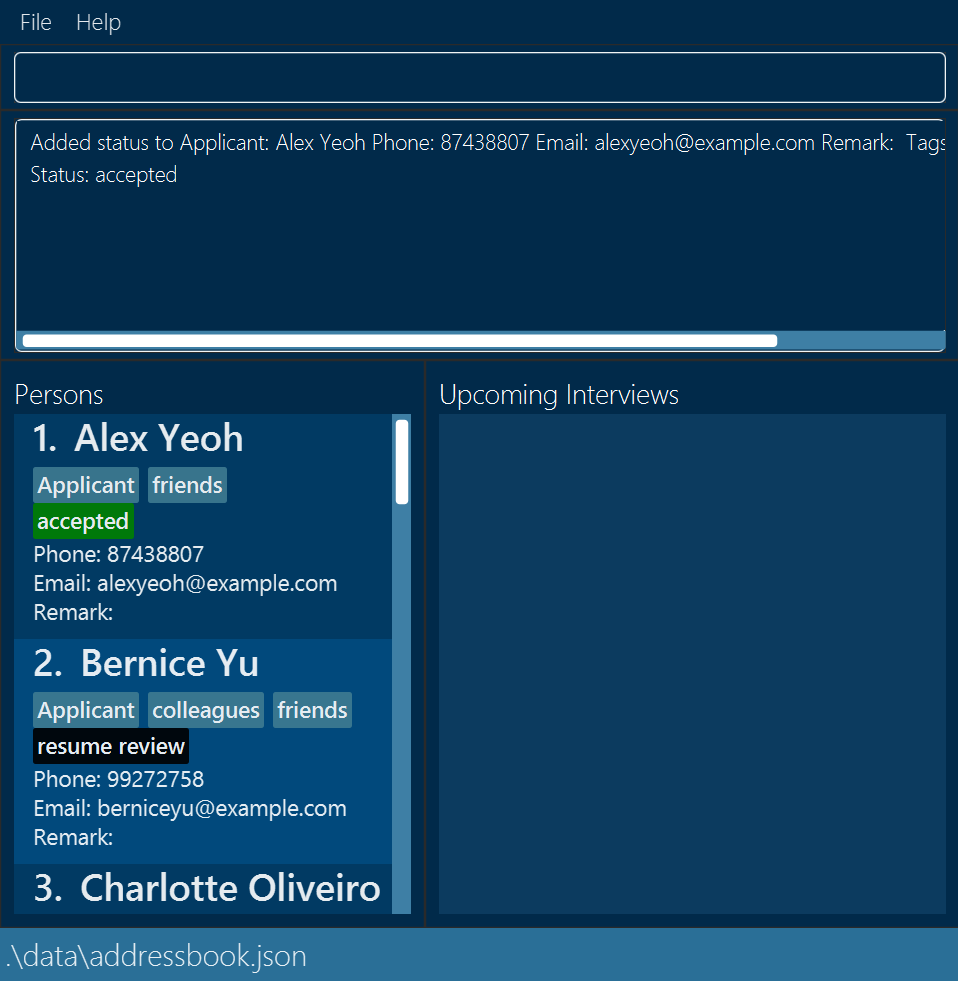 File Help
Added status to Applicant: Alex Yeoh Phone: 87438807 Email: alexyeoh@example.com Remark: Tags
Status: accepted
Persons
Upcoming Interviews
1. Alex Yeoh
Applicant friends
accepted
Phone: 87438807
Email: alexyeoh@example.com
Remark:
2. Bernice Yu
Applicant colleagues friends
resume review
Phone: 99272758
Email: berniceyu@example.com
Remark:
3. Charlotte Oliveiro
.\data\addressbook.json